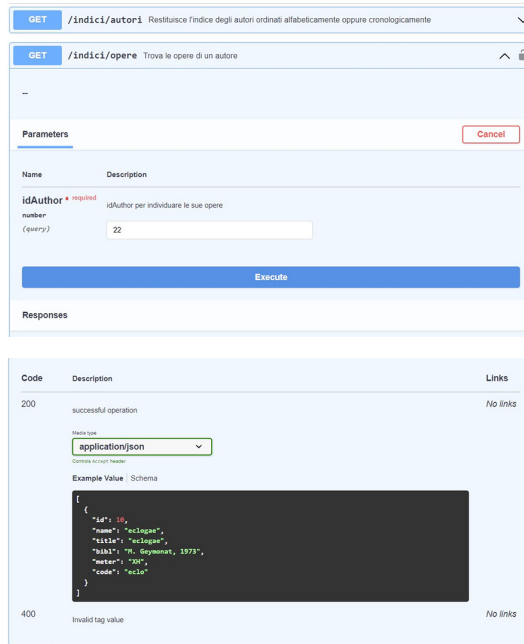 GET /indici/autori Restituisce l'indice degli autori ordinati alfabeticamente oppure cronologicamente
GET /indici/opere Trova le opere di un autore
–
Parameters Cancel
Name Description
idAuthor * required idAuthor per individuare le sue opere
number
(query) 22
Execute
Responses
Code Description Links
200 successful operation No links
Media type
application/json
Controls Accept header
Example Value Schema
[
{
"id": 10,
"name": "eclogae",
"title": "eclogae",
"bibl": "M. Geymonat, 1973",
"meter": "XH",
"code": "eclo"
}
]
400 Invalid tag value No links